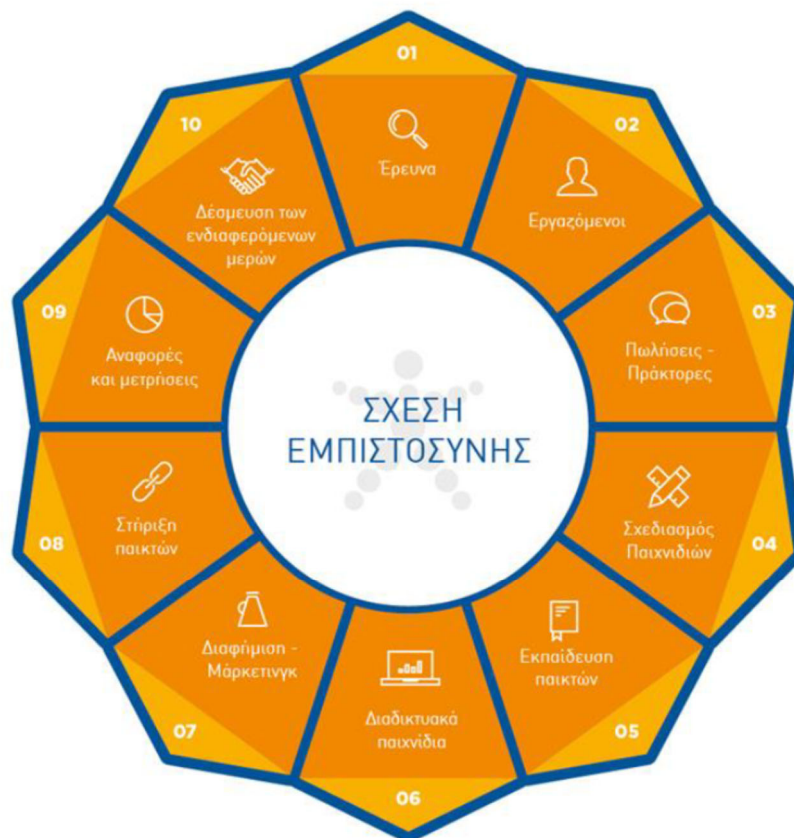 01
Έρευνα
02
Εργαζόμενοι
03
Πωλήσεις -
Πράκτορες
04
Σχεδιασμός
Παιχνιδιών
05
Εκπαίδευση
παικτών
06
Διαδικτυακά
παιχνίδια
07
Διαφήμιση -
Μάρκετινγκ
08
Στήριξη
παικτών
09
Αναφορές
και μετρήσεις
10
Δέσμευση των
ενδιαφερόμενων
μερών
ΣΧΕΣΗ
ΕΜΠΙΣΤΟΣΥΝΗΣ